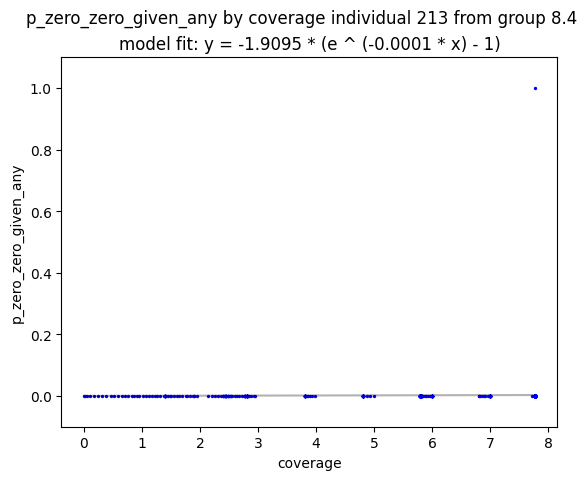 p_zero_zero_given_any by coverage individual 213 from group 8.4
model fit: y = -1.9095 * (e ^ (-0.0001 * x) - 1)
1.0
0.8
0.6
0.4
0.2
0.0
p_zero_zero_given_any
0 1 2 3 4 5 6 7 8
coverage